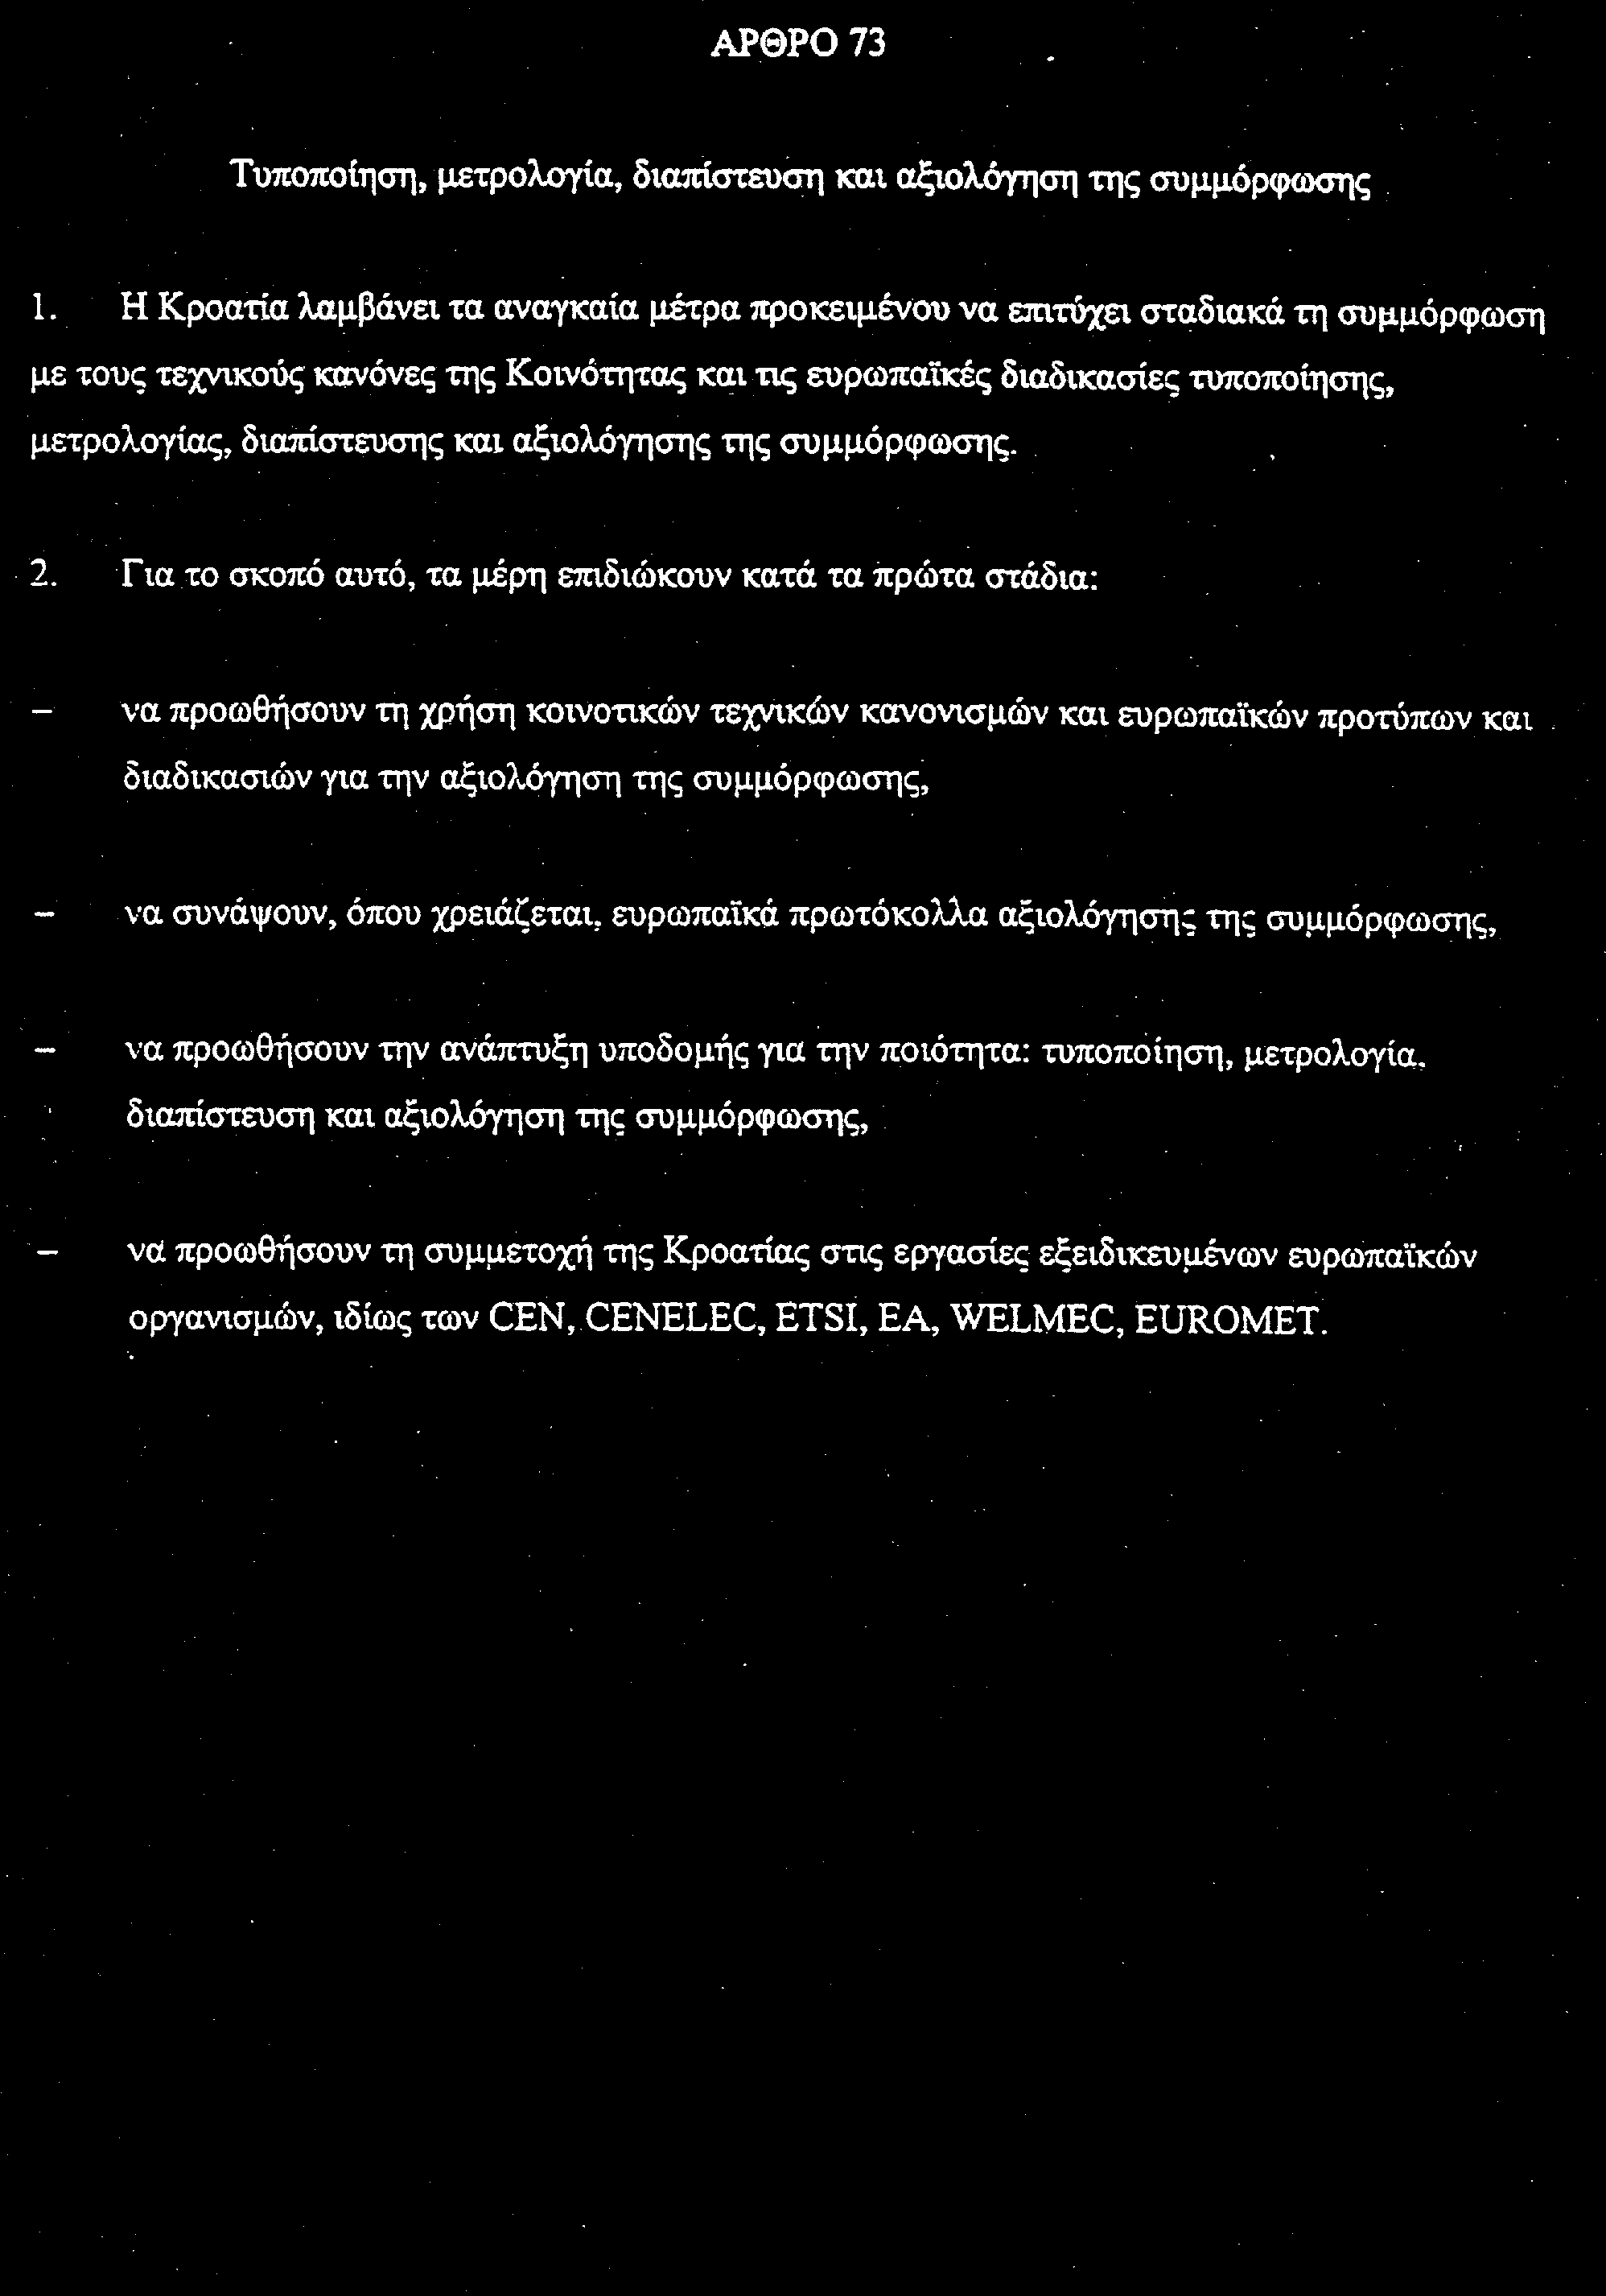 ΑΡΘΡΟ 73
Τυποποίηση, μετρολογία, διαπίστευση και αξιολόγηση της συμμόρφωσης
1. Η Κροατία λαμβάνει τα αναγκαία μέτρα προκειμένου να επιτύχει σταδιακά τη συμμόρφωση
με τους τεχνικούς κανόνες της Κοινότητας και τις ευρωπαϊκές διαδικασίες τυποποίησης,
μετρολογίας, διαπίστευσης και αξιολόγησης της συμμόρφωσης.
2. Για το σκοπό αυτό, τα μέρη επιδιώκουν κατά τα πρώτα στάδια:
– να προωθήσουν τη χρήση κοινοτικών τεχνικών κανονισμών και ευρωπαϊκών προτύπων και
διαδικασιών για την αξιολόγηση της συμμόρφωσης,
– να συνάψουν, όπου χρειάζεται, ευρωπαϊκά πρωτόκολλα αξιολόγησης της συμμόρφωσης,
– να προωθήσουν την ανάπτυξη υποδομής για την ποιότητα: τυποποίηση, μετρολογία,
διαπίστευση και αξιολόγηση της συμμόρφωσης,
– να προωθήσουν τη συμμετοχή της Κροατίας στις εργασίες εξειδικευμένων ευρωπαϊκών
οργανισμών, ιδίως των CEN, CENELEC, ETSI, EA, WELMEC, EUROMET.